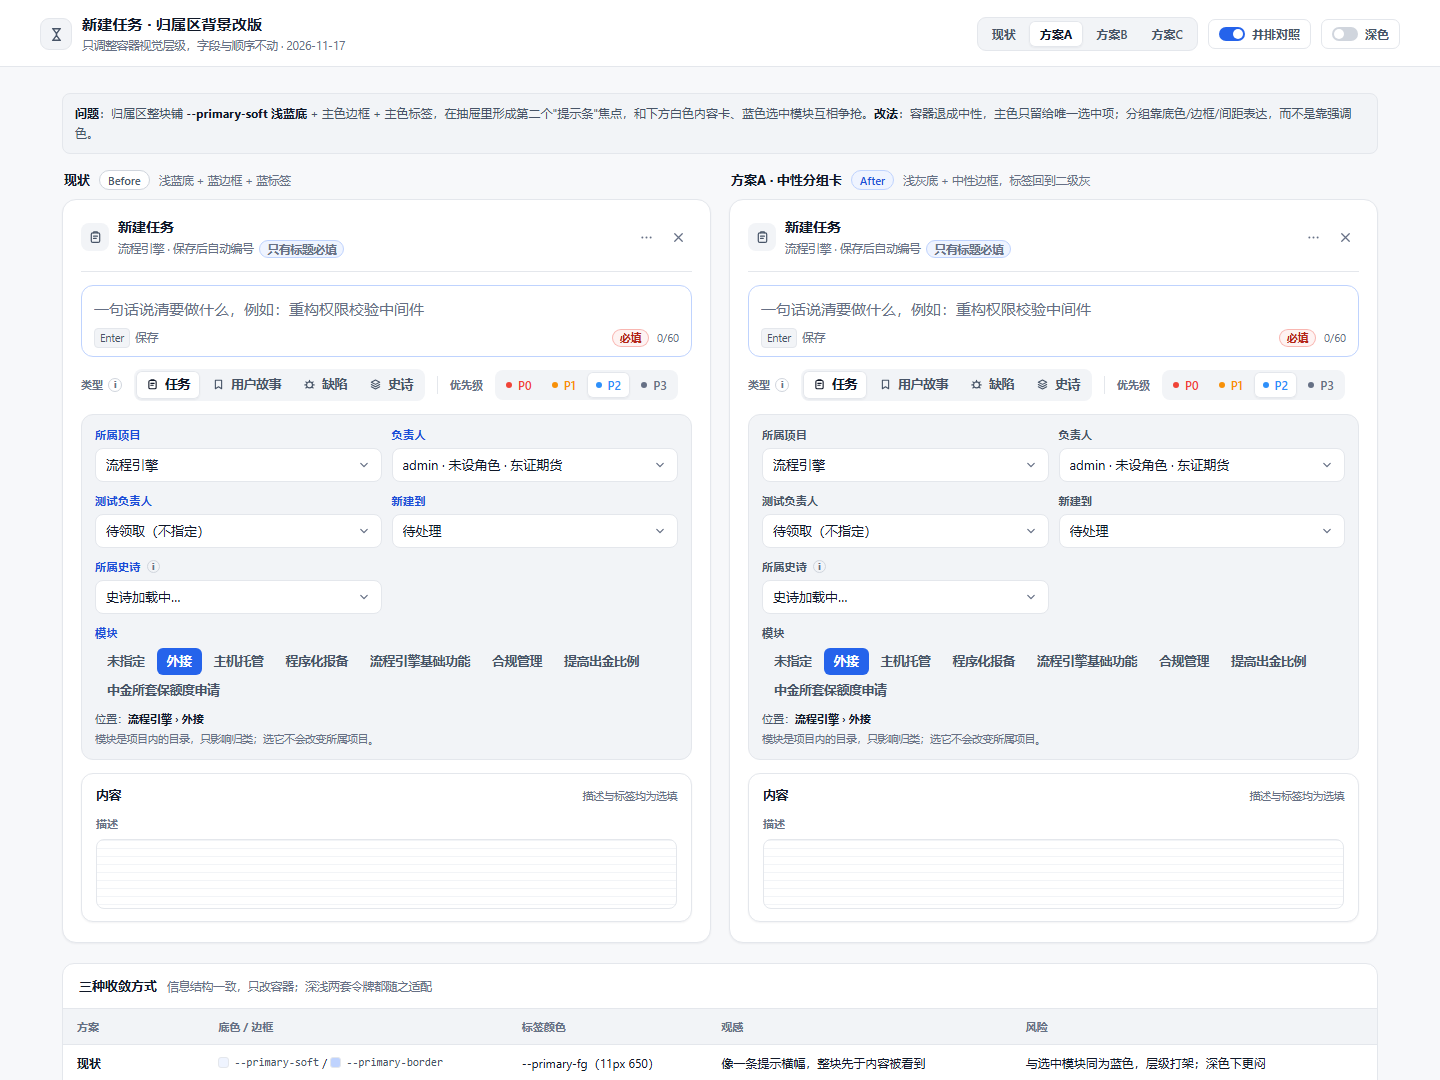 新建任务 · 归属区背景改版
只调整容器视觉层级，字段与顺序不动 · 2026-11-17
现状 方案A 方案B 方案C 并排对照 深色
问题：归属区整块铺 --primary-soft 浅蓝底 + 主色边框 + 主色标签，在抽屉里形成第二个"提示条"焦点，和下方白色内容卡、蓝色选中模块互相争抢。改法：容器退成中性，主色只留给唯一选中项；分组靠底色/边框/间距表达，而不是靠强调
色。
现状 Before 浅蓝底 + 蓝边框 + 蓝标签
新建任务
流程引擎 · 保存后自动编号 只有标题必填
一句话说清要做什么，例如：重构权限校验中间件
Enter 保存 必填 0/60
类型 i 任务 用户故事 缺陷 史诗 优先级 P0 P1 P2 P3
所属项目 负责人
流程引擎 admin · 未设角色 · 东证期货
测试负责人 新建到
待领取（不指定） 待处理
所属史诗 i
史诗加载中...
模块
未指定 外接 主机托管 程序化报备 流程引擎基础功能 合规管理 提高出金比例
中金所套保额度申请
位置：流程引擎 › 外接
模块是项目内的目录，只影响归类；选它不会改变所属项目。
内容 描述与标签均为选填
描述
方案A · 中性分组卡 After 浅灰底 + 中性边框，标签回到二级灰
新建任务
流程引擎 · 保存后自动编号 只有标题必填
一句话说清要做什么，例如：重构权限校验中间件
Enter 保存 必填 0/60
类型 i 任务 用户故事 缺陷 史诗 优先级 P0 P1 P2 P3
所属项目 负责人
流程引擎 admin · 未设角色 · 东证期货
测试负责人 新建到
待领取（不指定） 待处理
所属史诗 i
史诗加载中...
模块
未指定 外接 主机托管 程序化报备 流程引擎基础功能 合规管理 提高出金比例
中金所套保额度申请
位置：流程引擎 › 外接
模块是项目内的目录，只影响归类；选它不会改变所属项目。
内容 描述与标签均为选填
描述
三种收敛方式 信息结构一致，只改容器；深浅两套令牌都随之适配
方案 底色 / 边框 标签颜色 观感 风险
现状 --primary-soft / --primary-border --primary-fg（11px 650） 像一条提示横幅，整块先于内容被看到 与选中模块同为蓝色，层级打架；深色下更闷